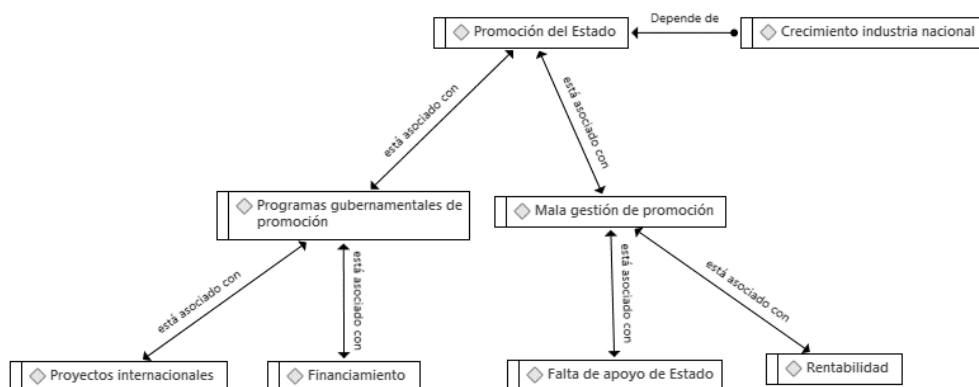 Depende de
Promoción del Estado
Crecimiento industria nacional
está asociado con
está asociado con
Programas gubernamentales de
promoción
Mala gestión de promoción
está asociado con
está asociado con
está asociado con
está asociado con
Proyectos internacionales
Financiamiento
Falta de apoyo de Estado
Rentabilidad